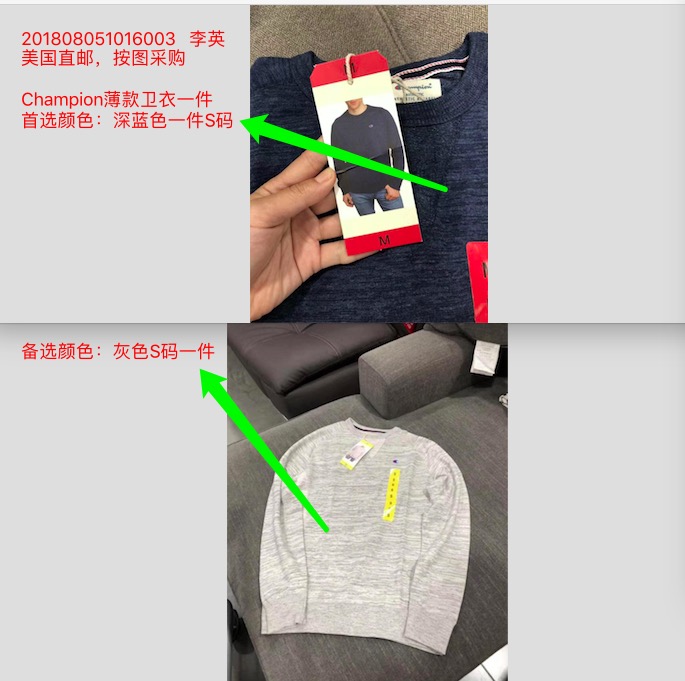 201808051016003 李英
美国直邮，按图采购
Champion薄款卫衣一件
首选颜色：深蓝色一件S码
Champion
M
备选颜色：灰色S码一件